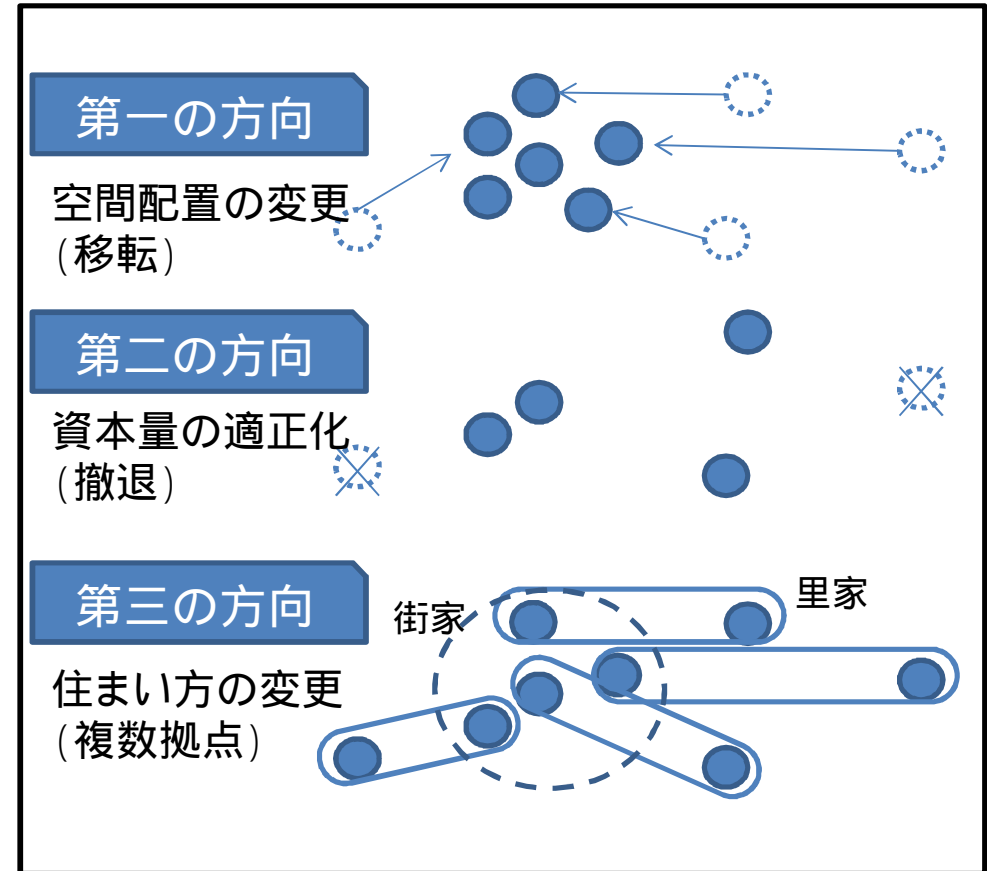 第一の方向
空間配置の変更
(移転)
第二の方向
資本量の適正化
(撤退)
第三の方向
街家
里家
住まい方の変更
(複数拠点)